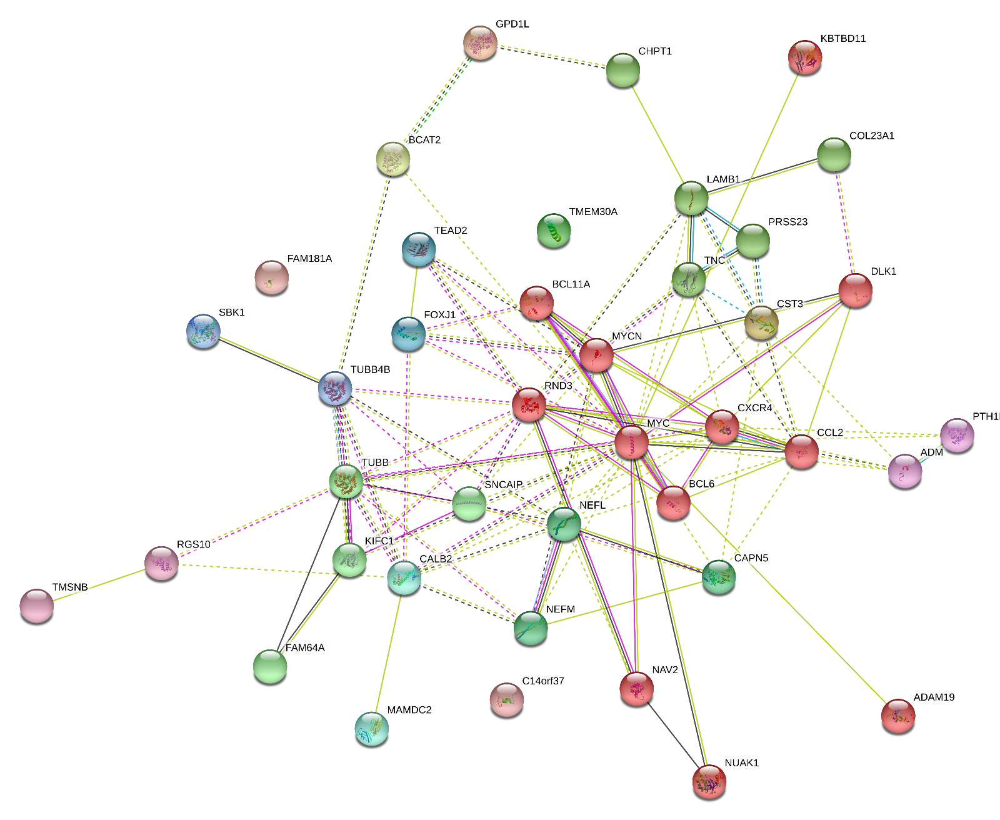 GPD1L
KBTBD11
CHPT1
COL23A1
BCAT2
LAMB1
TMEM30A
PRSS23
TEAD2
FAM181A
TNC
DLK1
BCL11A
CST3
SBK1
FOXJ1
MYCN
TUBB4B
RND3
CXCR4
PTH1
MYC
CCL2
ADM
TUBB
SNCAIP
BCL6
NEFL
KIFC1
RGS10
CALB2
CAPN5
TMSNB
NEFM
FAM64A
NAV2
C14orf37
ADAM19
MAMDC2
NUAK1